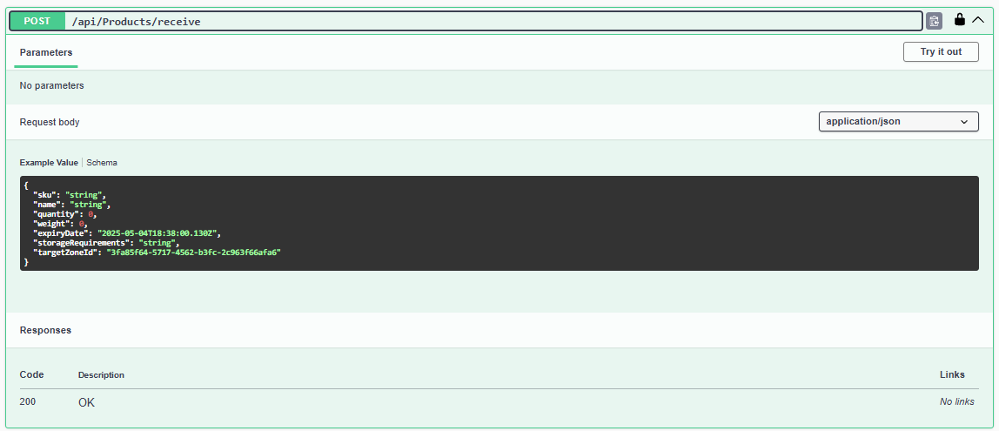 POST /api/Products/receive
Parameters
Try it out
No parameters
Request body
application/json
Example Value | Schema
{
  "sku": "string",
  "name": "string",
  "quantity": 0,
  "weight": 0,
  "expiryDate": "2025-05-04T18:38:00.130Z",
  "storageRequirements": "string",
  "targetZoneId": "3fa85f64-5717-4562-b3fc-2c963f66afa6"
}
Responses
Code Description Links
200 OK No links